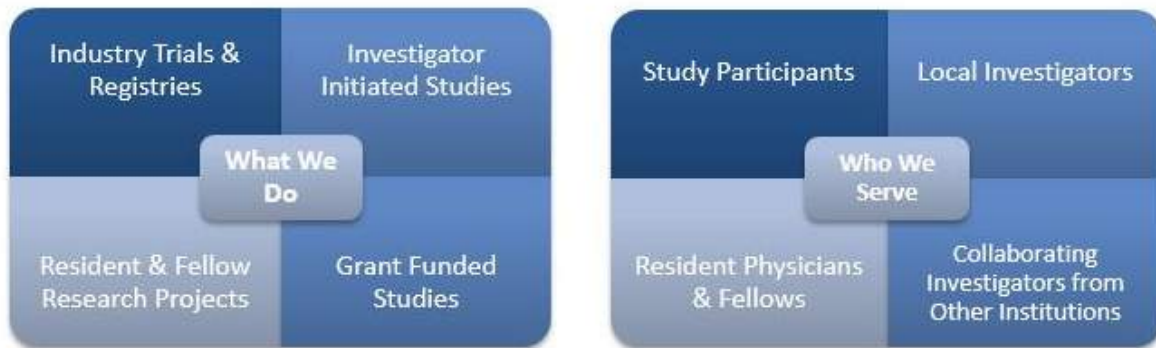 Industry Trials &
Registries
Investigator
Initiated Studies
What We
Do
Resident & Fellow
Research Projects
Grant Funded
Studies
Study Participants
Local Investigators
Who We
Serve
Resident Physicians
& Fellows
Collaborating
Investigators from
Other Institutions